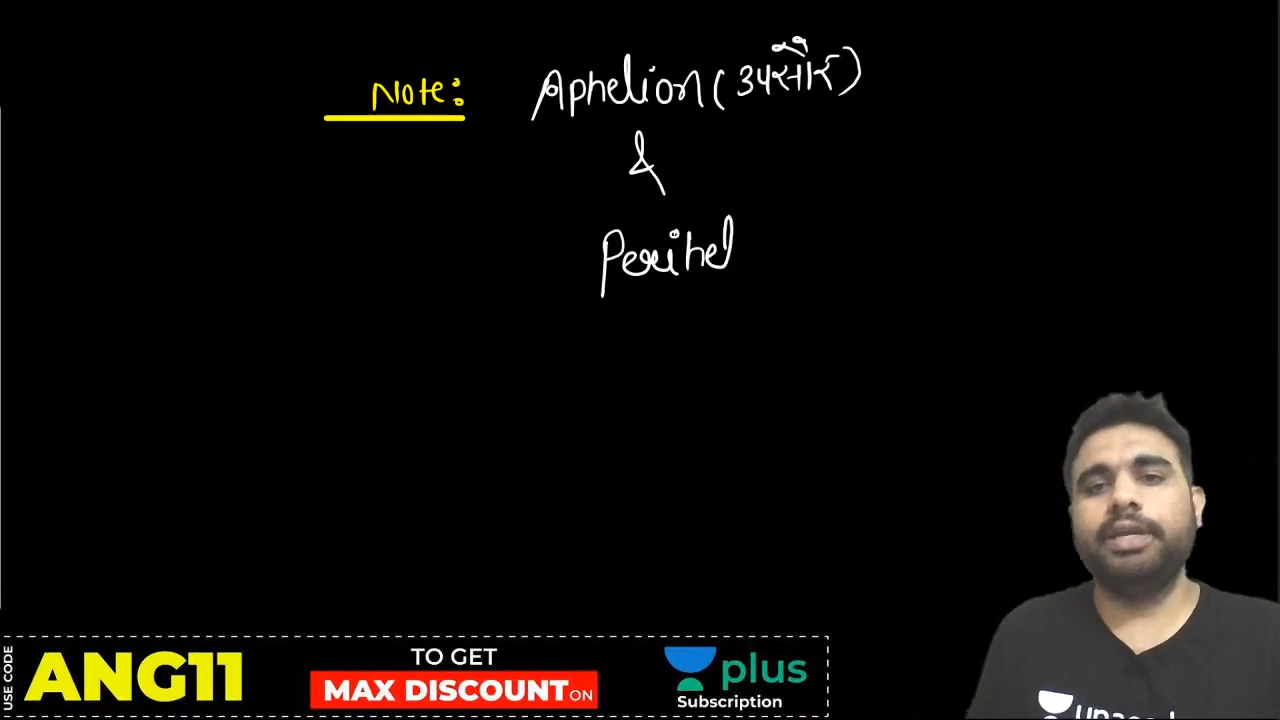 Note: Aphelion (उपसौर)
&
Perihel
USE CODE
ANG11
TO GET
MAX DISCOUNT ON
plus
Subscription